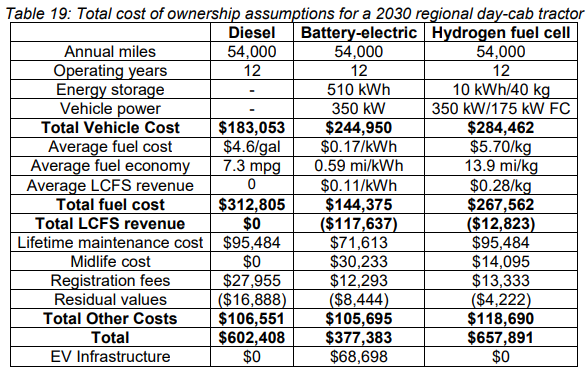 Table 19: Total cost of ownership assumptions for a 2030 regional day-cab tractor
Diesel Battery-electric Hydrogen fuel cell
Annual miles 54,000 54,000 54,000
Operating years 12 12 12
Energy storage - 510 kWh 10 kWh/40 kg
Vehicle power - 350 kW 350 kW/175 kW FC
Total Vehicle Cost $183,053 $244,950 $284,462
Average fuel cost $4.6/gal $0.17/kWh $5.70/kg
Average fuel economy 7.3 mpg 0.59 mi/kWh 13.9 mi/kg
Average LCFS revenue 0 $0.11/kWh $0.28/kg
Total fuel cost $312,805 $144,375 $267,562
Total LCFS revenue $0 ($117,637) ($12,823)
Lifetime maintenance cost $95,484 $71,613 $95,484
Midlife cost $0 $30,233 $14,095
Registration fees $27,955 $12,293 $13,333
Residual values ($16,888) ($8,444) ($4,222)
Total Other Costs $106,551 $105,695 $118,690
Total $602,408 $377,383 $657,891
EV Infrastructure $0 $68,698 $0